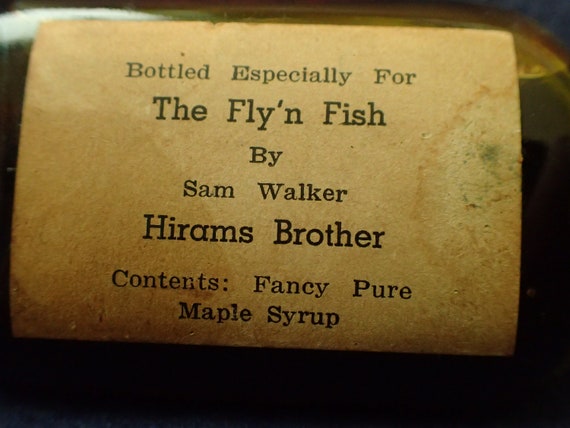 Bottled Especially For
The Fly'n Fish
By
Sam Walker
Hirams Brother
Contents: Fancy Pure
Maple Syrup